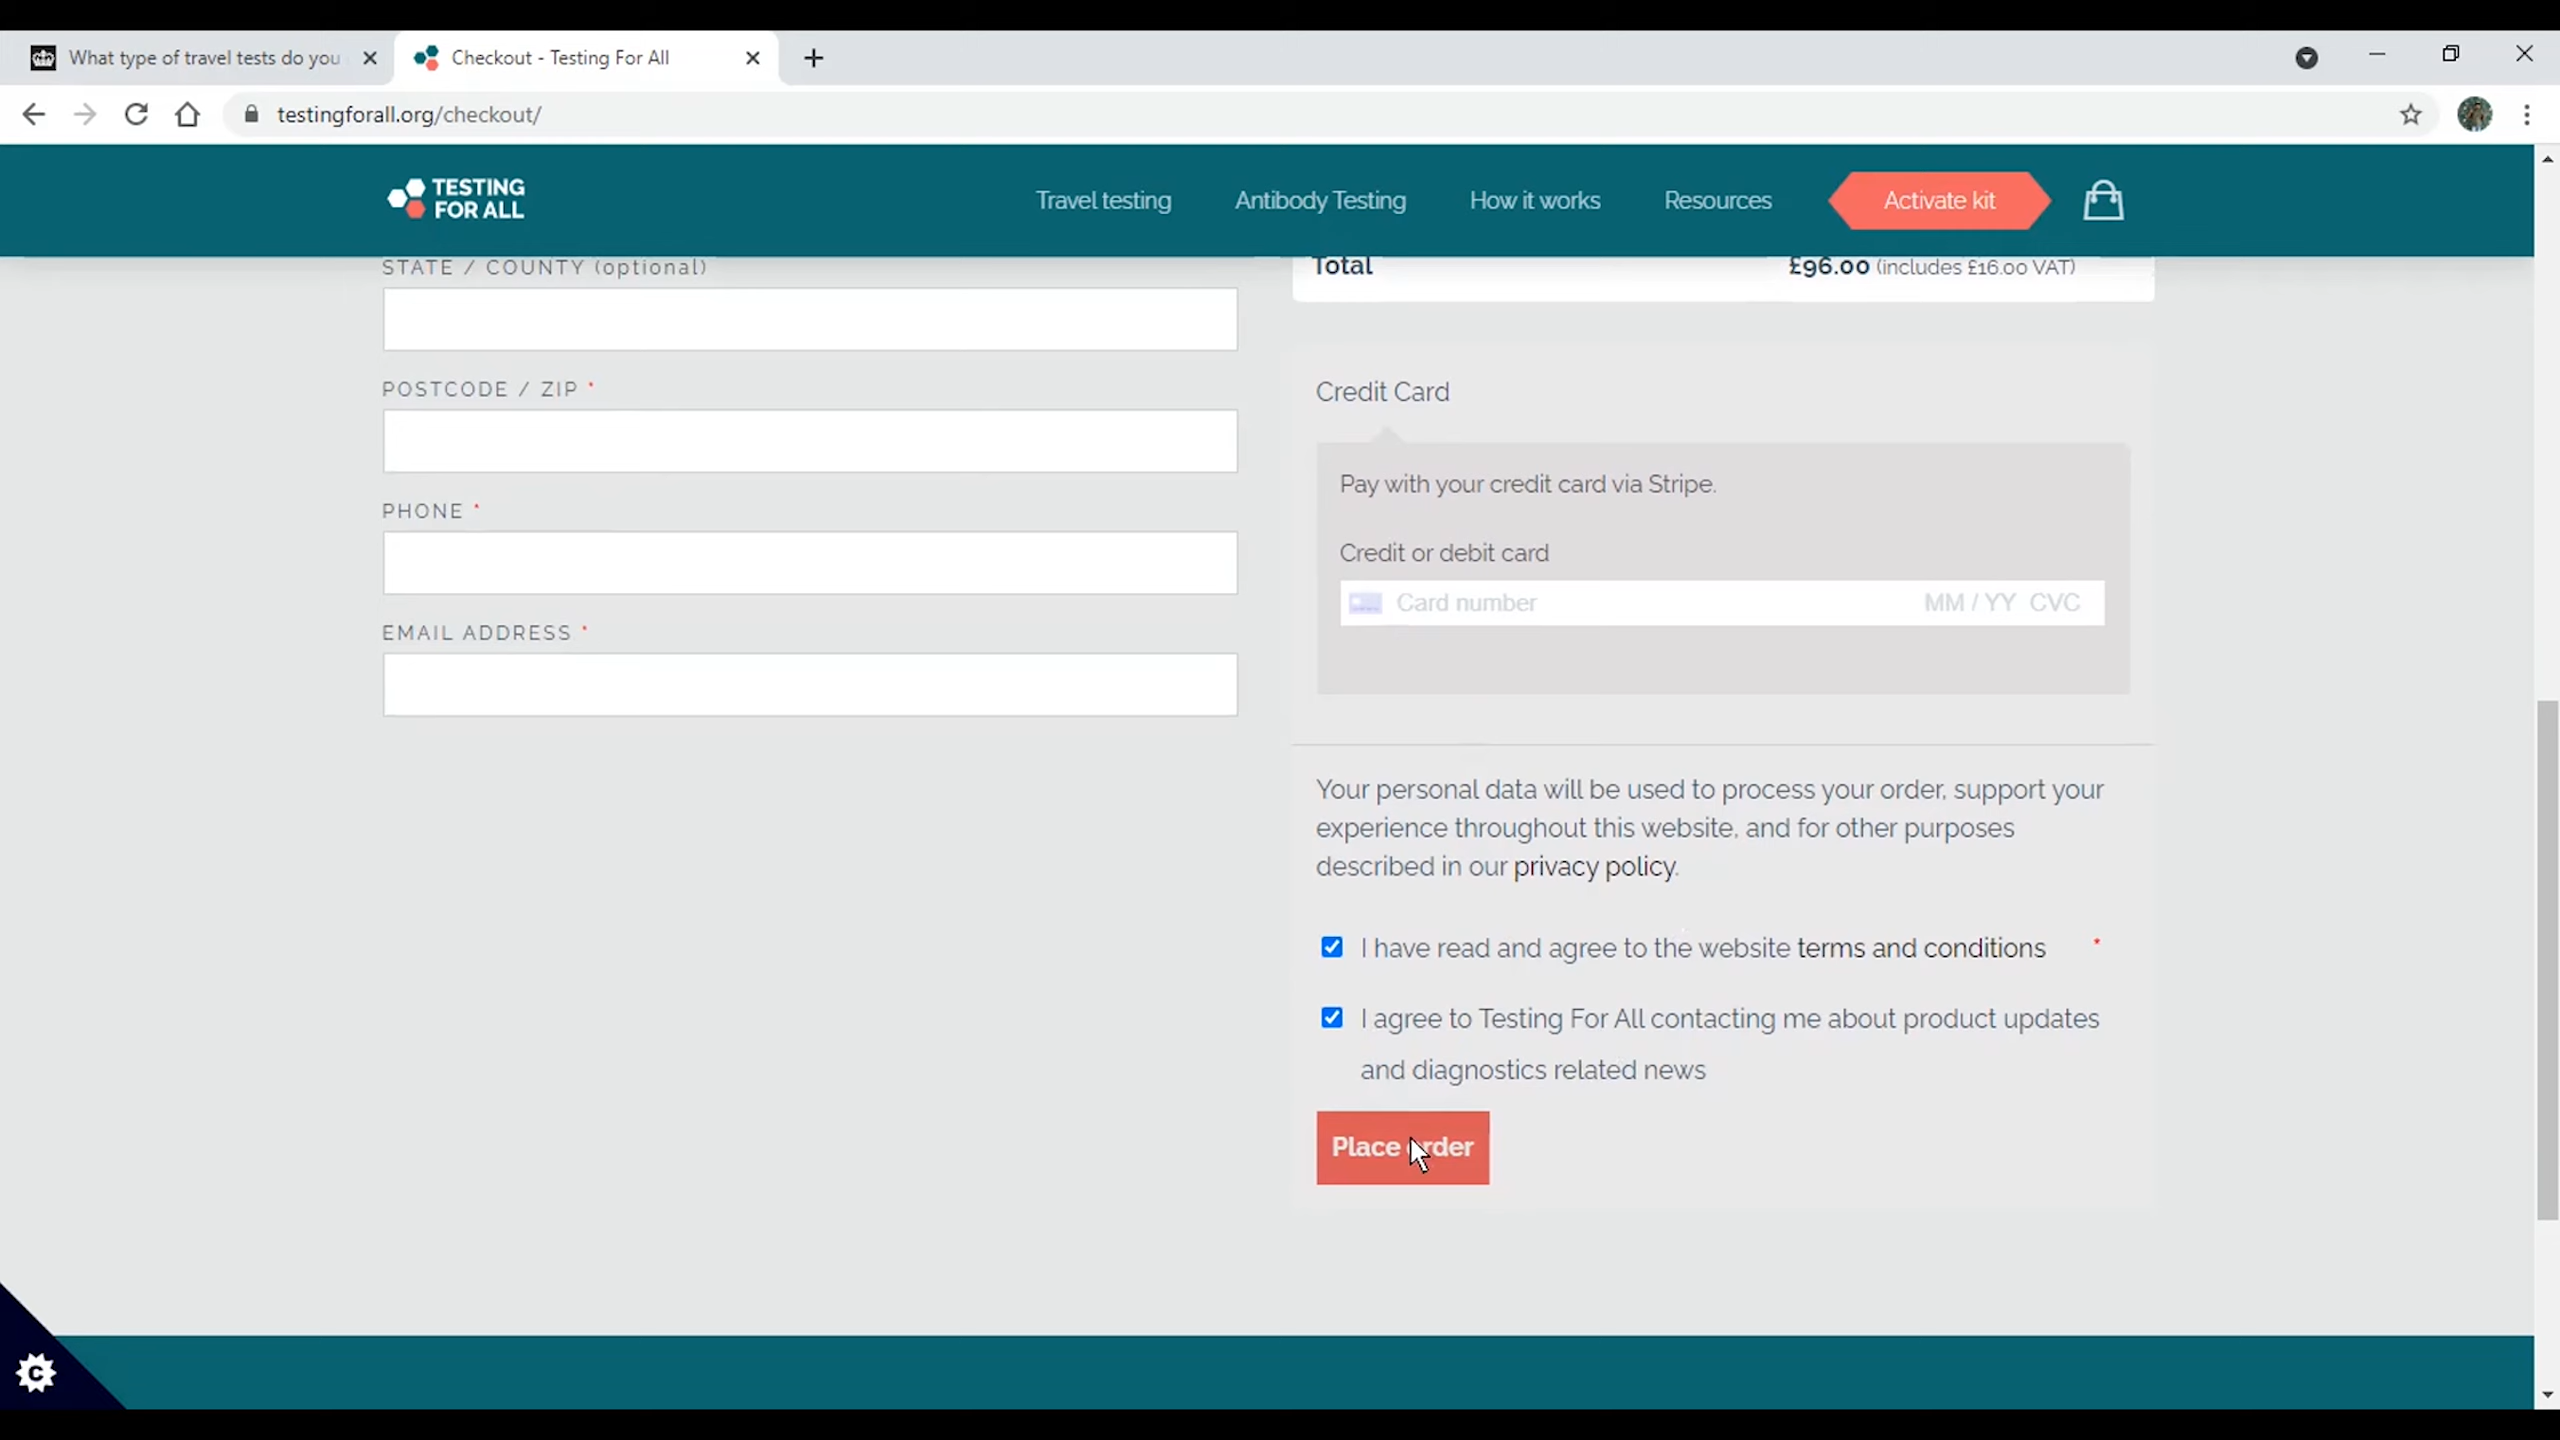 What type of travel tests do you
Checkout - Testing For All
testingforall.org/checkout/
TESTING
FOR ALL
Travel testing
Antibody Testing
How it works
Resources
Activate kit
STATE / COUNTY (optional)
Total
£96.00 (includes £16.00 VAT)
POSTCODE / ZIP *
PHONE *
EMAIL ADDRESS *
Credit Card
Pay with your credit card via Stripe.
Credit or debit card
Card number MM / YY CVC
Your personal data will be used to process your order, support your
experience throughout this website, and for other purposes
described in our privacy policy.
I have read and agree to the website terms and conditions *
I agree to Testing For All contacting me about product updates
and diagnostics related news
Place order
C